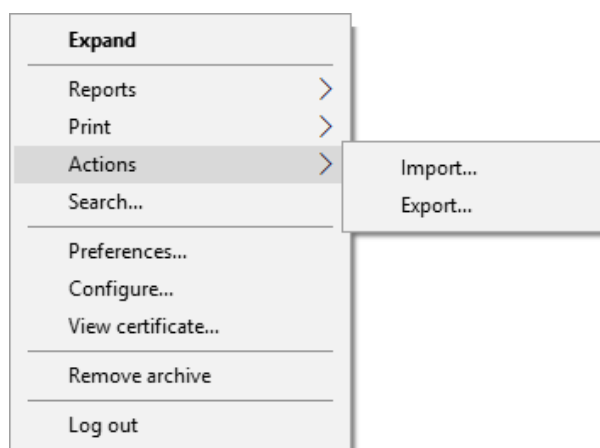 Expand
Reports
Print
Actions
Import...
Export...
Search...
Preferences...
Configure...
View certificate...
Remove archive
Log out